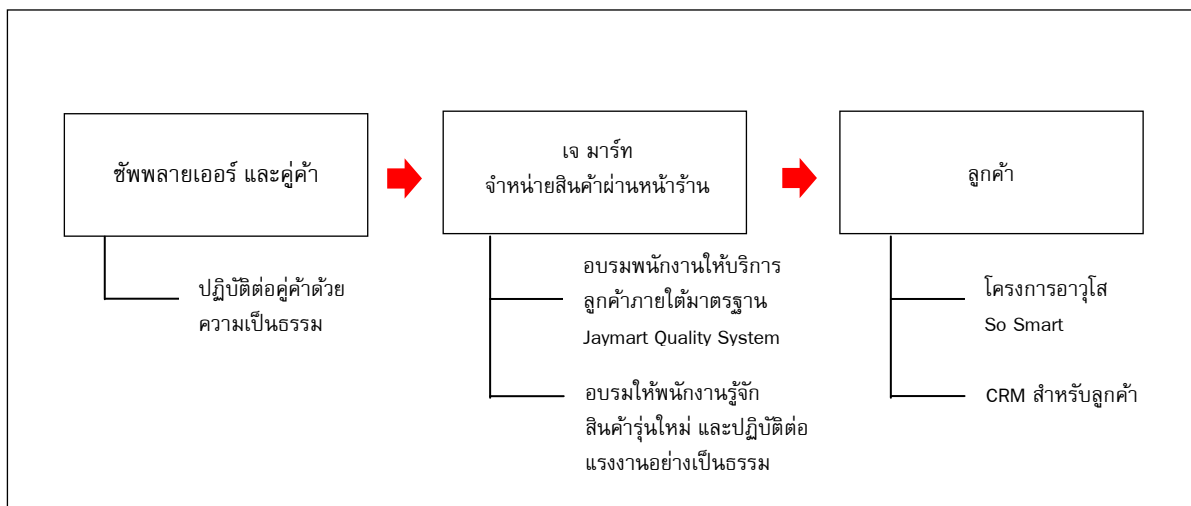 ซัพพลายเออร์ และคู่ค้า
ปฏิบัติต่อคู่ค้าด้วย
ความเป็นธรรม
เจ มาร์ท
จำหน่ายสินค้าผ่านหน้าร้าน
อบรมพนักงานให้บริการ
ลูกค้าภายใต้มาตรฐาน
Jaymart Quality System
อบรมให้พนักงานรู้จัก
สินค้ารุ่นใหม่ และปฏิบัติต่อ
แรงงานอย่างเป็นธรรม
ลูกค้า
โครงการอาวุโส
So Smart
CRM สำหรับลูกค้า